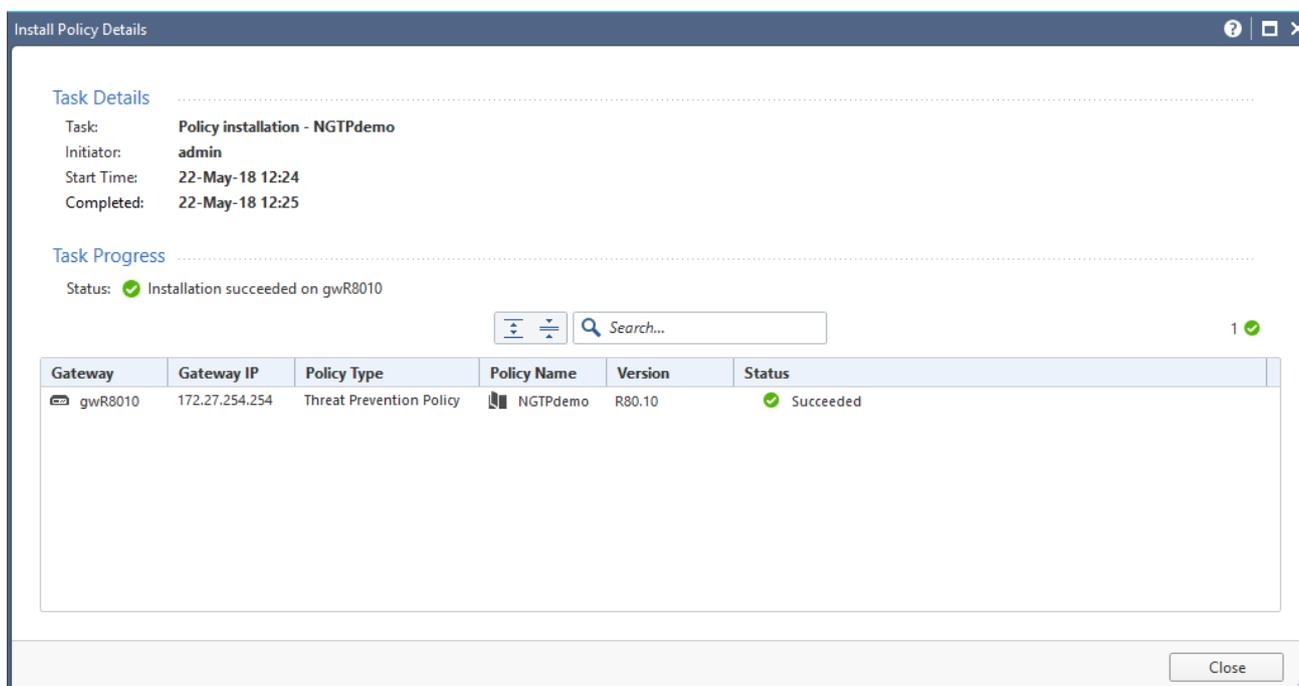 Install Policy Details
Task Details
Task: Policy installation - NGTPdemo
Initiator: admin
Start Time: 22-May-18 12:24
Completed: 22-May-18 12:25
Task Progress
Status: Installation succeeded on gwR8010
Search...
1
Gateway Gateway IP Policy Type Policy Name Version Status
gwR8010 172.27.254.254 Threat Prevention Policy NGTPdemo R80.10 Succeeded
Close